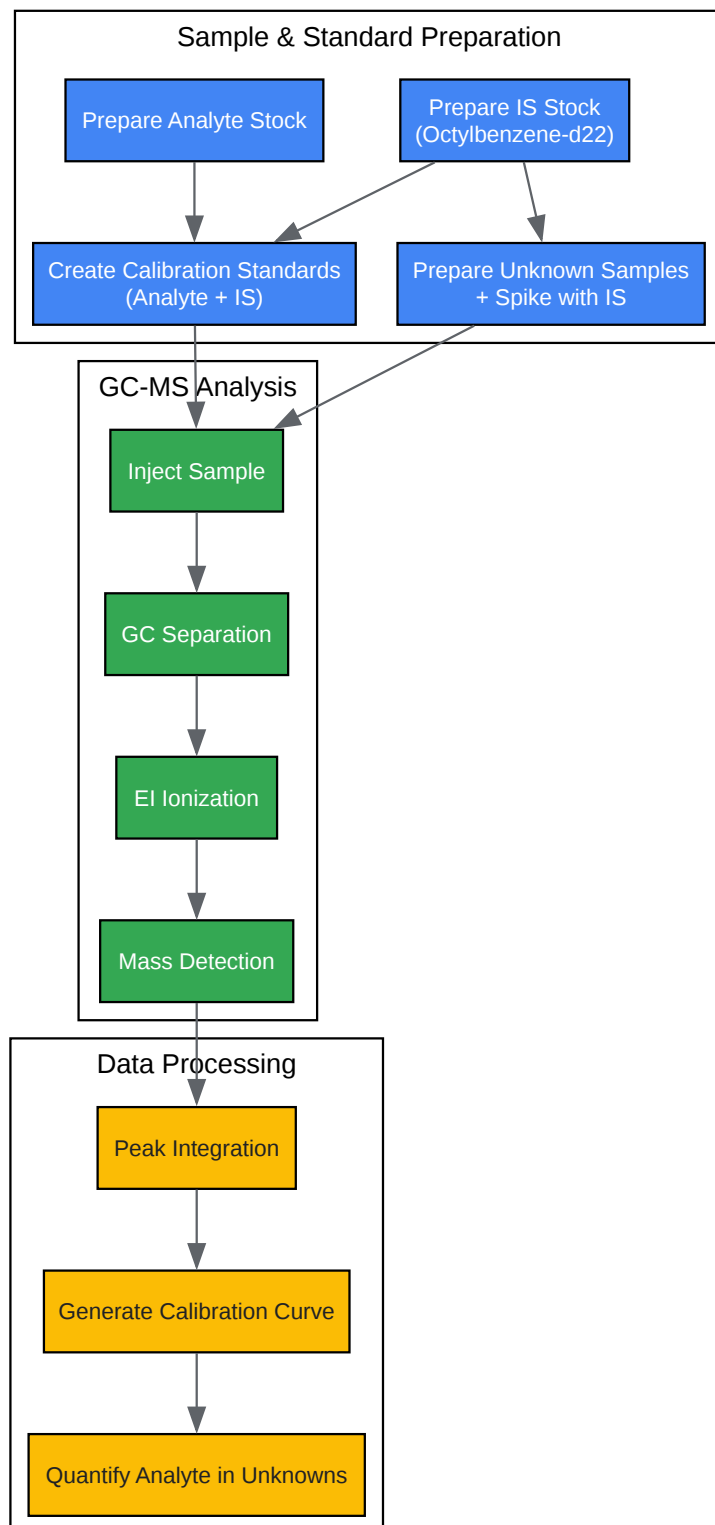 Sample & Standard Preparation
Prepare Analyte Stock
Prepare IS Stock
(Octylbenzene-d22)
Create Calibration Standards
(Analyte + IS)
Prepare Unknown Samples
+ Spike with IS
GC-MS Analysis
Inject Sample
GC Separation
EI Ionization
Mass Detection
Data Processing
Peak Integration
Generate Calibration Curve
Quantify Analyte in Unknowns